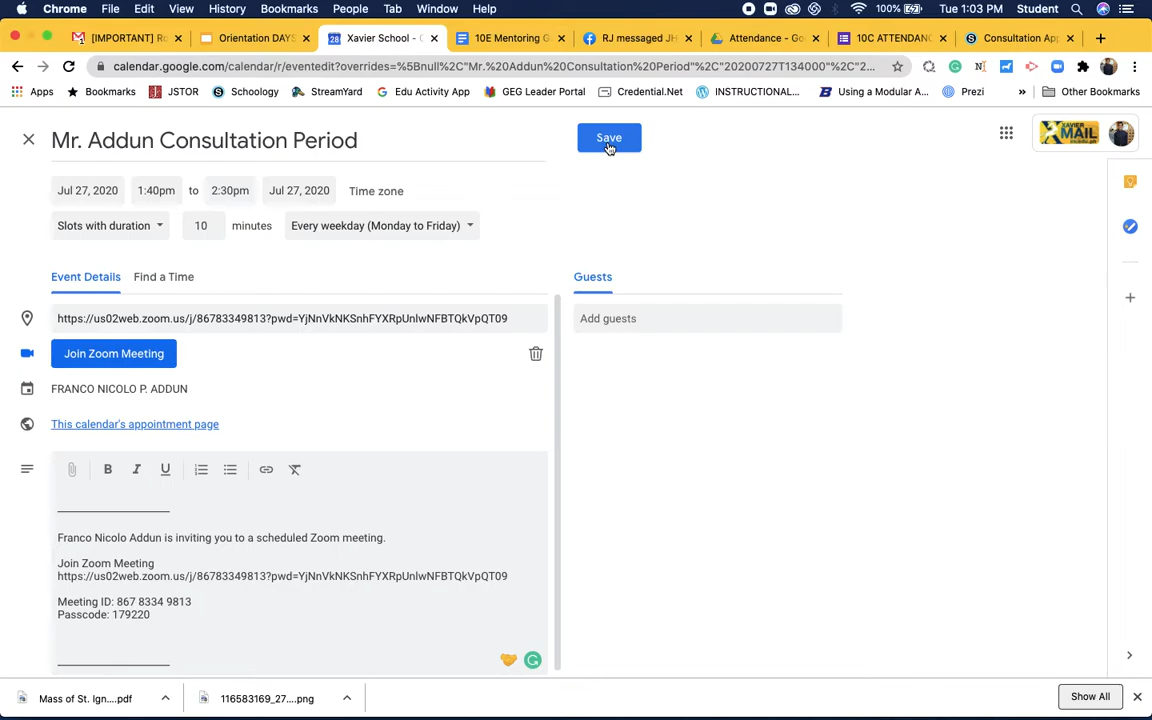 Chrome File Edit View History Bookmarks People Tab Window Help 100% Tue 1:03 PM Student
[IMPORTANT] Ro Orientation DAYS Xavier School - C 10E Mentoring G RJ messaged JH Attendance - Go 10C ATTENDANC Consultation App
calendar.google.com/calendar/r/eventedit?overrides=%5Bnull%2C"Mr.%20Addun%20Consultation%20Period"%2C"20200727T134000"%2C"2...
Apps Bookmarks JSTOR Schoology StreamYard Edu Activity App GEG Leader Portal Credential.Net INSTRUCTIONAL... Using a Modular A... Prezi » Other Bookmarks
Mr. Addun Consultation Period Save
XAVIER MAIL
Jul 27, 2020 1:40pm to 2:30pm Jul 27, 2020 Time zone
Slots with duration 10 minutes Every weekday (Monday to Friday)
Event Details Find a Time Guests
https://us02web.zoom.us/j/86783349813?pwd=YjNnVkNKSnhFYXRpUnlwNFBTQkVpQT09 Add guests
Join Zoom Meeting
FRANCO NICOLO P. ADDUN
This calendar's appointment page
Franco Nicolo Addun is inviting you to a scheduled Zoom meeting.
Join Zoom Meeting
https://us02web.zoom.us/j/86783349813?pwd=YjNnVkNKSnhFYXRpUnlwNFBTQkVpQT09
Meeting ID: 867 8334 9813
Passcode: 179220
Mass of St. Ign....pdf 116583169_27....png Show All